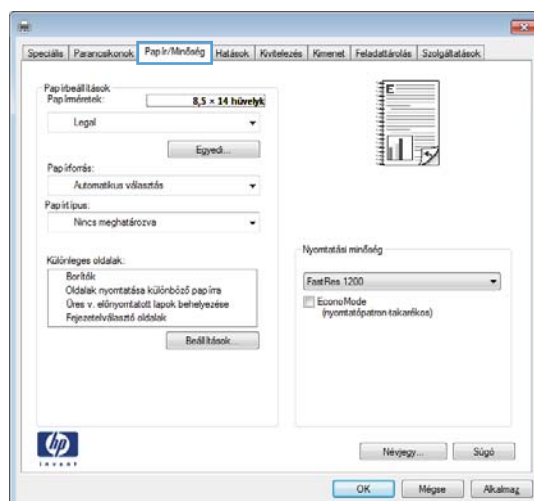 Speciális Parancsikonok Papír/Minőség Hatások Kivitelezés Kimenet Feladattárolás Szolgáltatások
Papírbeállítások
Papírméretek: 8,5 × 14 hüvelyk
Legal
Egyedi...
Papírforrás:
Automatikus választás
Papírtípus:
Nincs meghatározva
Különleges oldalak:
Borítók
Oldalak nyomtatása különböző papírra
Üres v. előnyomtatott lapok behelyezése
Fejezetelválasztó oldalak
Beállítások...
E
Nyomtatási minőség
FastRes 1200
EconoMode
(nyomtatópatron-takarékos)
hp
invent
Névjegy... Súgó
OK Mégse Alkalmaz